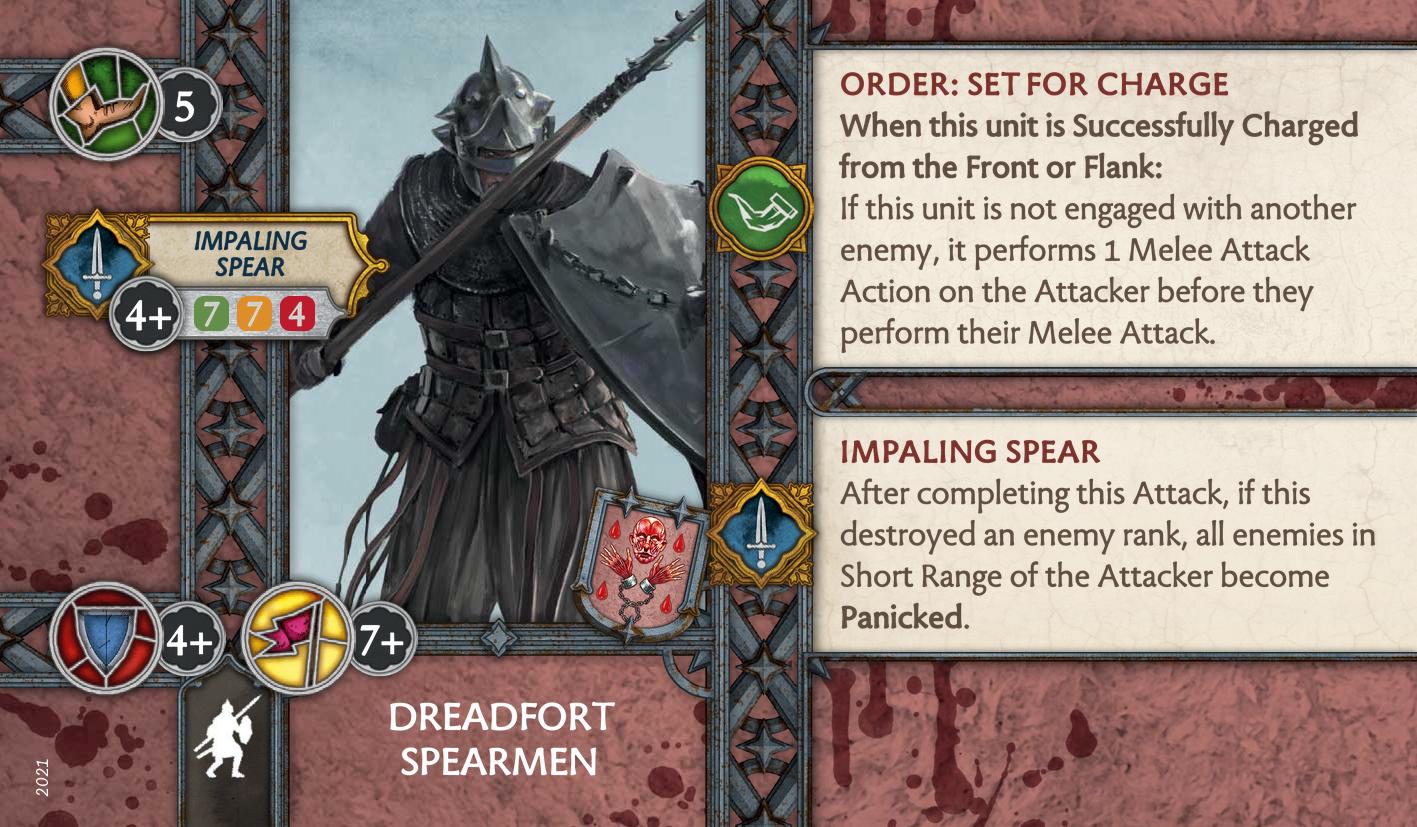 5
IMPALING
SPEAR
4+ 7 7 4
4+ 7+
DREADFORT
SPEARMEN
2021
ORDER: SET FOR CHARGE
When this unit is Successfully Charged
from the Front or Flank:
If this unit is not engaged with another
enemy, it performs 1 Melee Attack
Action on the Attacker before they
perform their Melee Attack.
IMPALING SPEAR
After completing this Attack, if this
destroyed an enemy rank, all enemies in
Short Range of the Attacker become
Panicked.